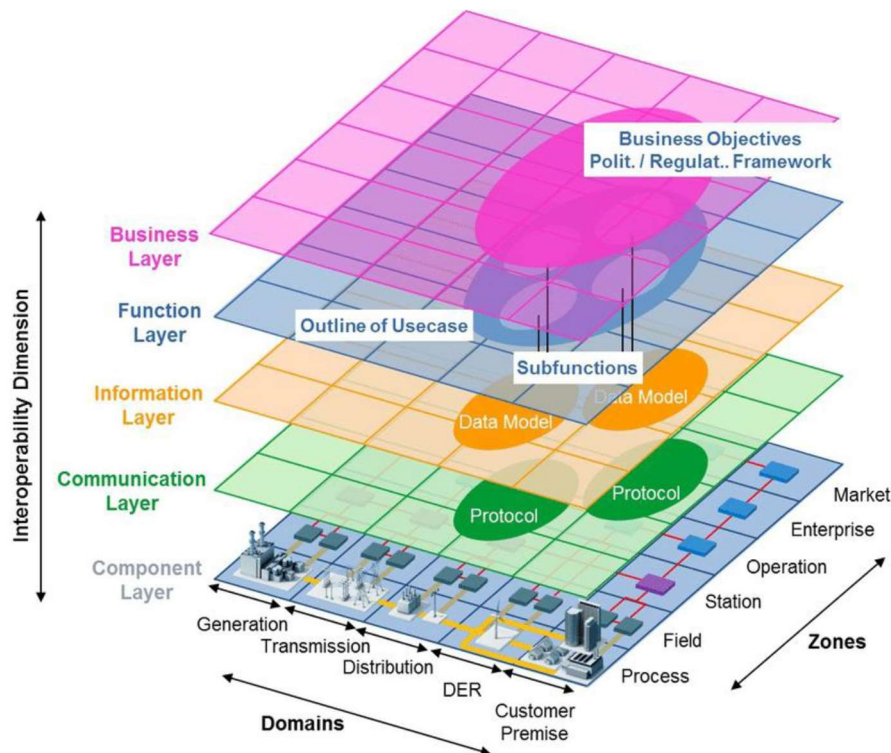 Business Objectives
Polit. / Regulat.. Framework
Business
Layer
Function
Layer
Outline of Usecase
Subfunctions
Information
Layer
Data Model
Data Model
Communication
Layer
Protocol
Protocol
Component
Layer
Interoperability Dimension
Market
Enterprise
Operation
Station
Field
Process
Zones
Generation
Transmission
Distribution
DER
Customer
Premise
Domains